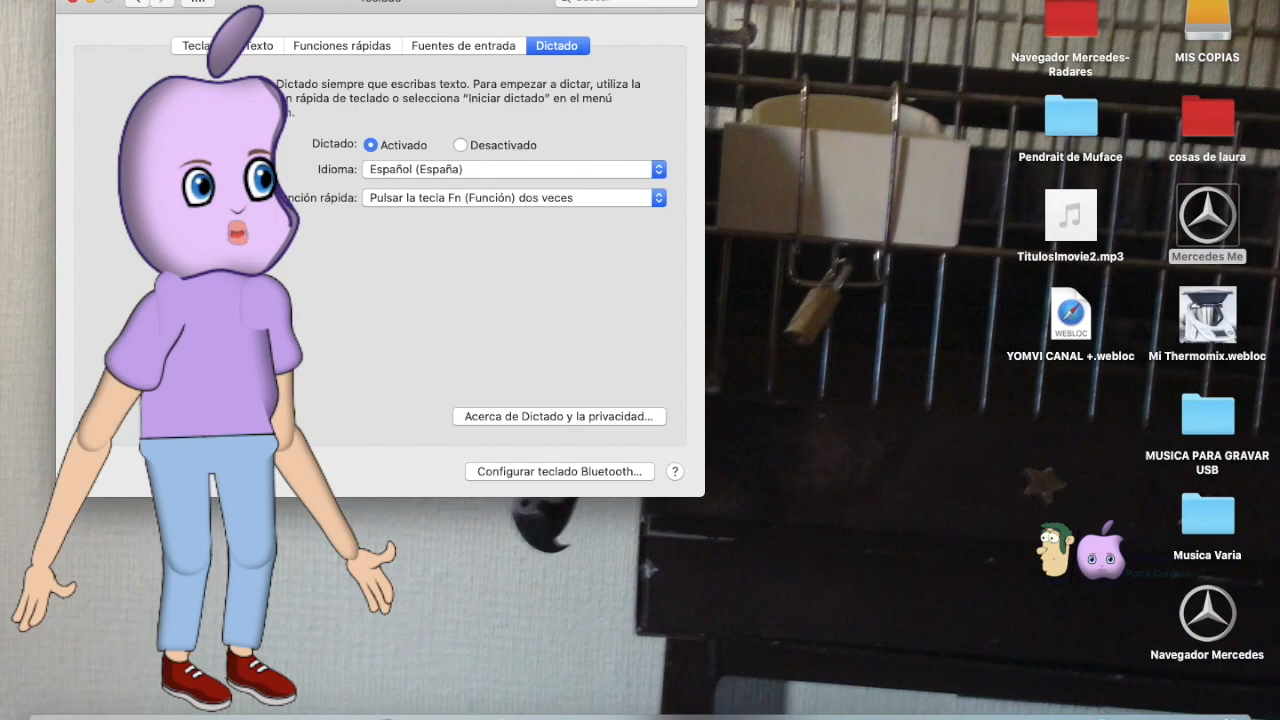 Texto
Funciones rápidas
Fuentes de entrada
Dictado
Dictado siempre que escribas texto. Para empezar a dictar, utiliza la
rápida de teclado o selecciona “Iniciar dictado” en el menú
Dictado:
Activado
Desactivado
Idioma:
Español (España)
rápida:
Pulsar la tecla Fn (Función) dos veces
Acerca de Dictado y la privacidad...
Configurar teclado Bluetooth...
?
Navegador Mercedes-
Radares
MIS COPIAS
Pendrait de Muface
cosas de laura
TitulosImovie2.mp3
Mercedes Me
WEBLOC
YOMVI CANAL +.webloc
Mi Thermomix.webloc
MUSICA PARA GRAVAR
USB
Musica Varia
Navegador Mercedes